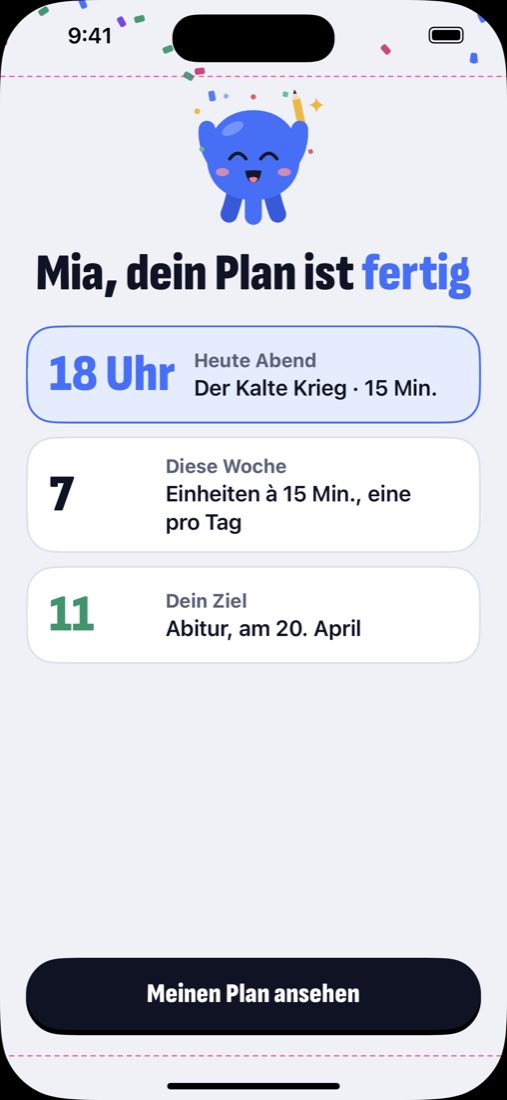 9:41
Mia, dein Plan ist fertig
18 Uhr
Heute Abend
Der Kalte Krieg · 15 Min.
7
Diese Woche
Einheiten à 15 Min., eine
pro Tag
11
Dein Ziel
Abitur, am 20. April
Meinen Plan ansehen